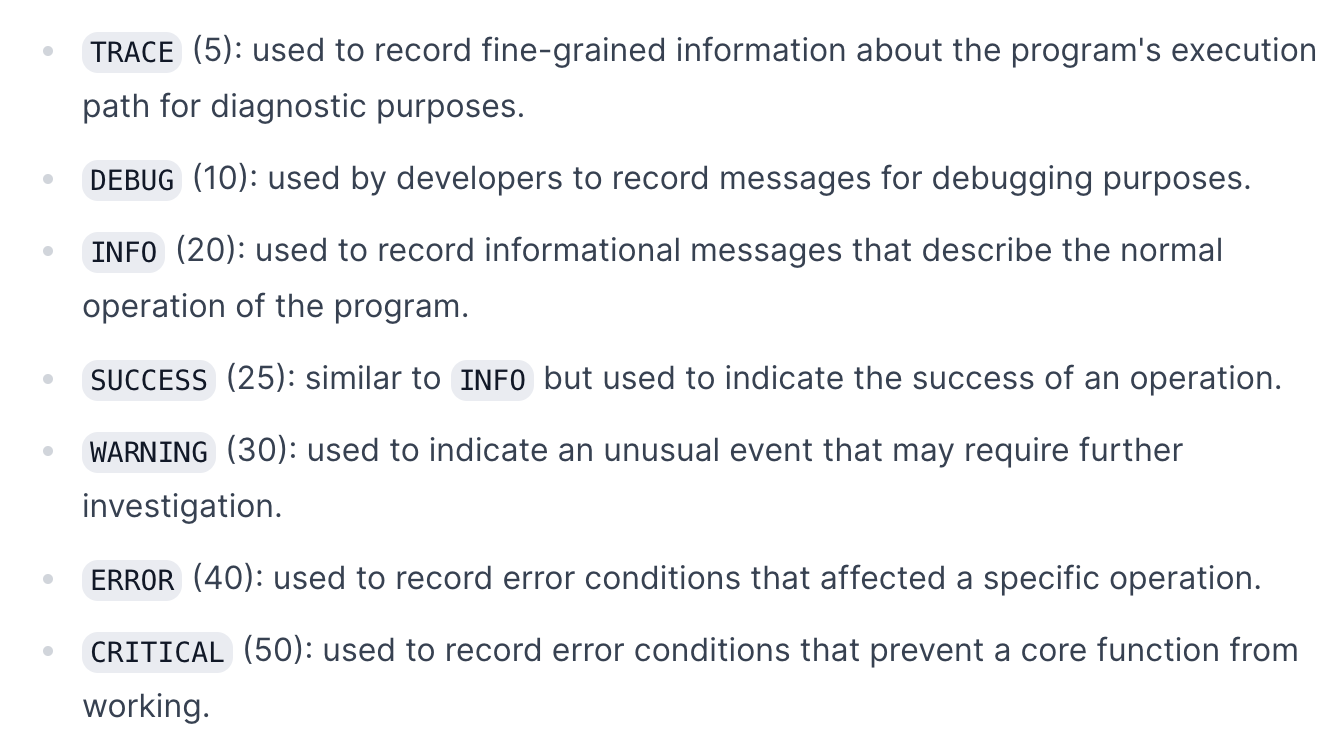 TRACE (5): used to record fine-grained information about the program's execution
path for diagnostic purposes.
DEBUG (10): used by developers to record messages for debugging purposes.
INFO (20): used to record informational messages that describe the normal
operation of the program.
SUCCESS (25): similar to INFO but used to indicate the success of an operation.
WARNING (30): used to indicate an unusual event that may require further
investigation.
ERROR (40): used to record error conditions that affected a specific operation.
CRITICAL (50): used to record error conditions that prevent a core function from
working.